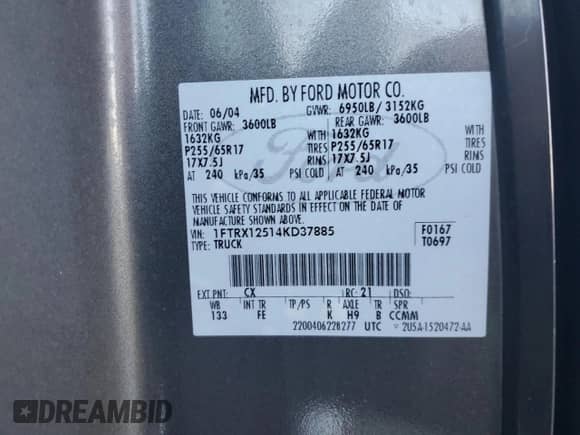 MFD. BY FORD MOTOR CO.
DATE: 06/04 GVWR: 6950LB / 3152KG
FRONT GAWR: 3600LB REAR GAWR: 3600LB
1632KG WITH 1632KG WITH
P255/65R17 TIRES P255/65R17 TIRES
17X7.5J RIMS 17X7.5J RIMS
AT 240 kPa/35 PSI COLD AT 240 kPa/35 PSI COLD
THIS VEHICLE CONFORMS TO ALL APPLICABLE FEDERAL MOTOR
VEHICLE SAFETY STANDARDS IN EFFECT ON THE DATE OF
MANUFACTURE SHOWN ABOVE.
VIN: 1FTRX12514KD37885 F0167
TYPE: TRUCK T0697
EXT PNT: CX RC: 21 DSO:
WB INT TR TP/PS R AXLE TR SPR
133 FE K H9 B CCMM
2200406228277 UTC 2U5A-1520472-AA
Ford
DREAMBID